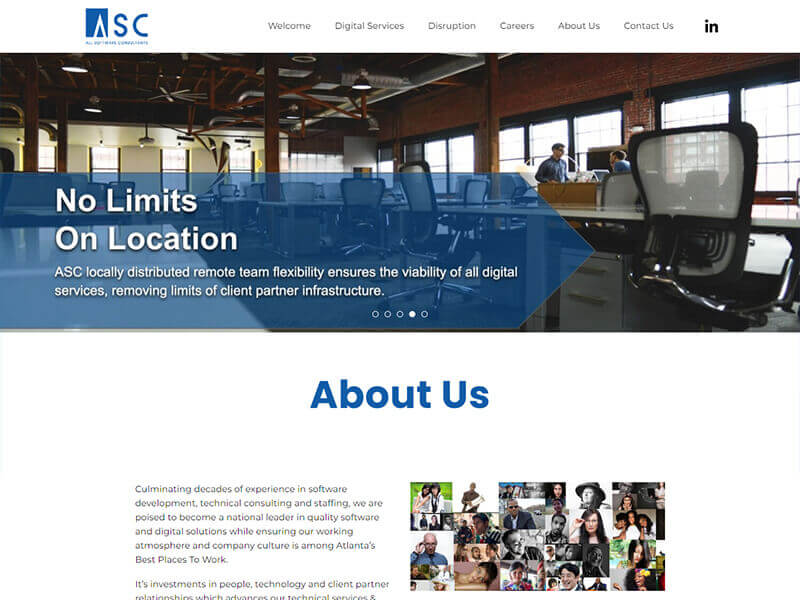 ASC
ALL SOFTWARE CONSULTANTS
Welcome Digital Services Disruption Careers About Us Contact Us in
No Limits
On Location
ASC locally distributed remote team flexibility ensures the viability of all digital
services, removing limits of client partner infrastructure.
About Us
Culminating decades of experience in software
development, technical consulting and staffing, we are
poised to become a national leader in quality software
and digital solutions while ensuring our working
atmosphere and company culture is among Atlanta's
Best Places To Work.
It's investments in people, technology and client partner
relationships which advances our technical services &